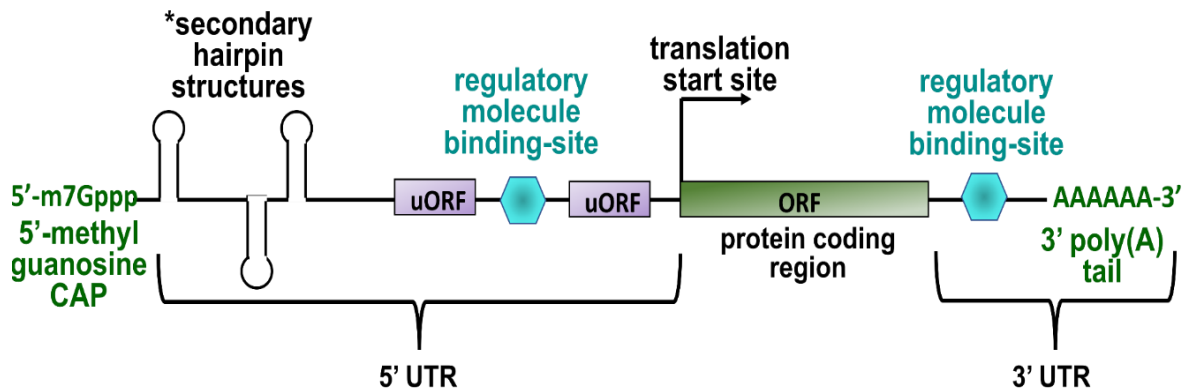 *secondary
hairpin
structures
regulatory
molecule
binding-site
translation
start site
regulatory
molecule
binding-site
5′-m7Gppp
5′-methyl
guanosine
CAP
uORF
uORF
ORF
protein coding
region
AAAAAA-3′
3′ poly(A)
tail
5′ UTR
3′ UTR